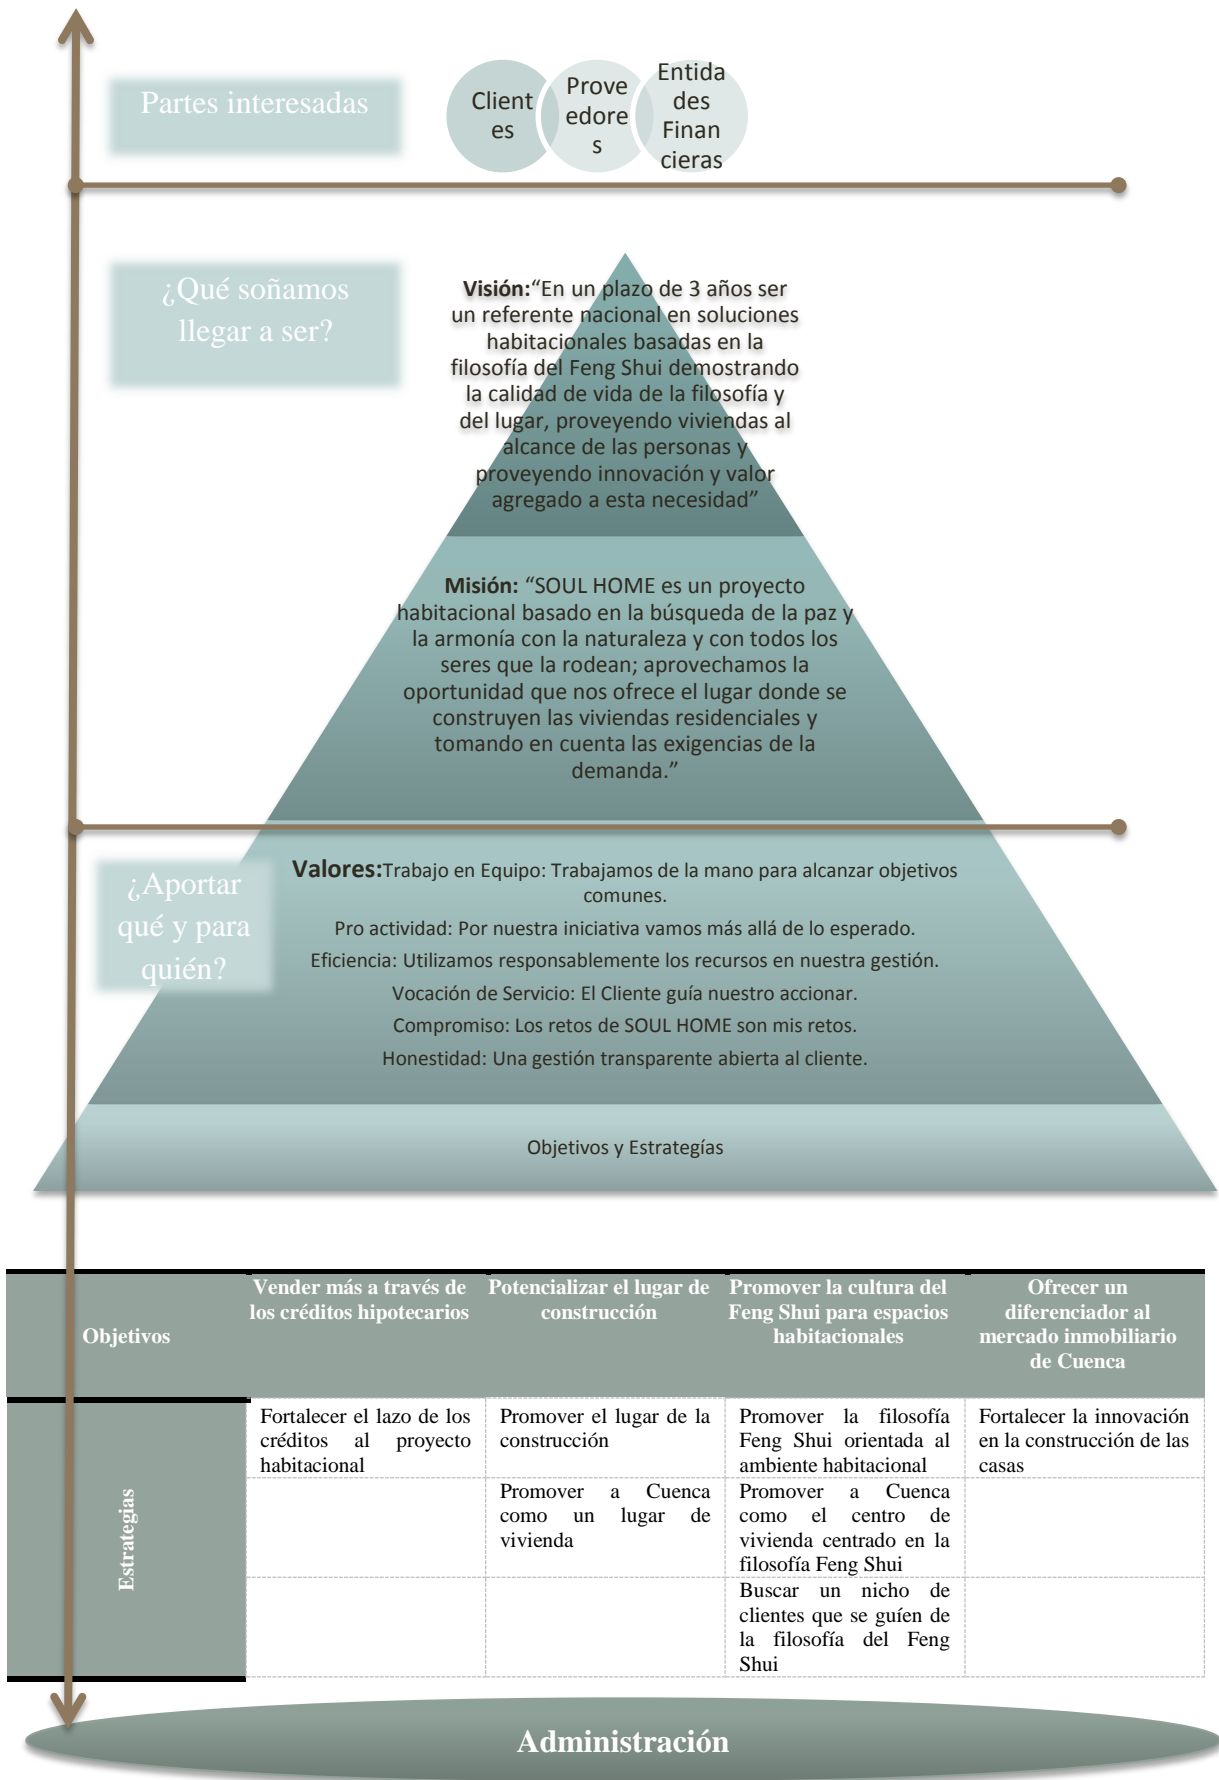 Partes interesadas
Client
es
Prove
edore
s
Entida
des
Finan
cieras
¿Qué soñamos
llegar a ser?
Visión:“En un plazo de 3 años ser
un referente nacional en soluciones
habitacionales basadas en la
filosofía del Feng Shui demostrando
la calidad de vida de la filosofía y
del lugar, proveyendo viviendas al
alcance de las personas y
proveyendo innovación y valor
agregado a esta necesidad”
Misión: “SOUL HOME es un proyecto
habitacional basado en la búsqueda de la paz y
la armonía con la naturaleza y con todos los
seres que la rodean; aprovechamos la
oportunidad que nos ofrece el lugar donde se
construyen las viviendas residenciales y
tomando en cuenta las exigencias de la
demanda.”
¿Aportar
qué y para
quién?
Valores:Trabajo en Equipo: Trabajamos de la mano para alcanzar objetivos
comunes.
Pro actividad: Por nuestra iniciativa vamos más allá de lo esperado.
Eficiencia: Utilizamos responsablemente los recursos en nuestra gestión.
Vocación de Servicio: El Cliente guía nuestro accionar.
Compromiso: Los retos de SOUL HOME son mis retos.
Honestidad: Una gestión transparente abierta al cliente.
Objetivos y Estrategías
Objetivos
Vender más a través de
los créditos hipotecarios
Potencializar el lugar de
construcción
Promover la cultura del
Feng Shui para espacios
habitacionales
Ofrecer un
diferenciador al
mercado inmobiliario
de Cuenca
Estrategias
Fortalecer el lazo de los
créditos al proyecto
habitacional
Promover el lugar de la
construcción
Promover la filosofía
Feng Shui orientada al
ambiente habitacional
Fortalecer la innovación
en la construcción de las
casas
Promover a Cuenca
como un lugar de
vivienda
Promover a Cuenca
como el centro de
vivienda centrado en la
filosofía Feng Shui
Buscar un nicho de
clientes que se guíen de
la filosofía del Feng
Shui
Administración